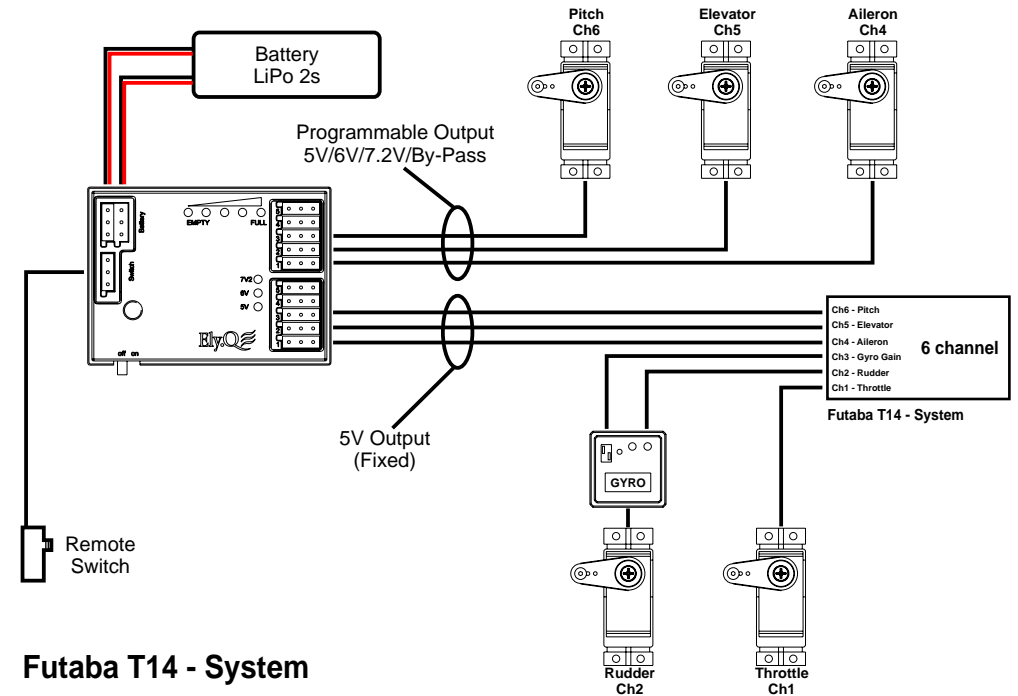 Pitch
Ch6
Elevator
Ch5
Aileron
Ch4
Battery
LiPo 2s
Programmable Output
5V/6V/7.2V/By-Pass
Battery
EMPTY
FULL
Switch
7V2
6V
5V
Ely.Q
off on
Ch6 - Pitch
Ch5 - Elevator
Ch4 - Aileron
Ch3 - Gyro Gain
Ch2 - Rudder
Ch1 - Throttle
6 channel
Futaba T14 - System
5V Output
(Fixed)
GYRO
Remote
Switch
Futaba T14 - System
Rudder
Ch2
Throttle
Ch1